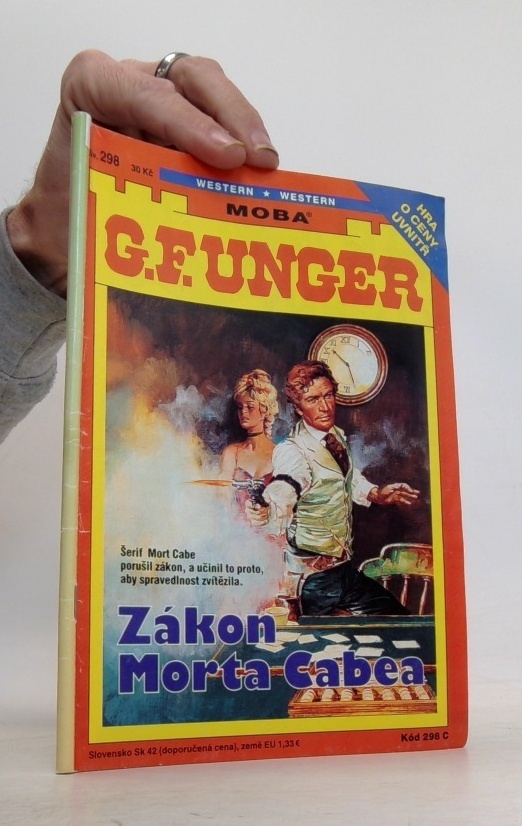 298
30 Kč
WESTERN ★ WESTERN
HRA
O CENY
UVNITŘ
MOBA®
G.F. UNGER
Šerif Mort Cabe
porušil zákon, a učinil to proto,
aby spravedlnost zvítězila.
Zákon
Morta Cabea
Slovensko Sk 42 (doporučená cena), země EU 1,33 €
Kód 298 C